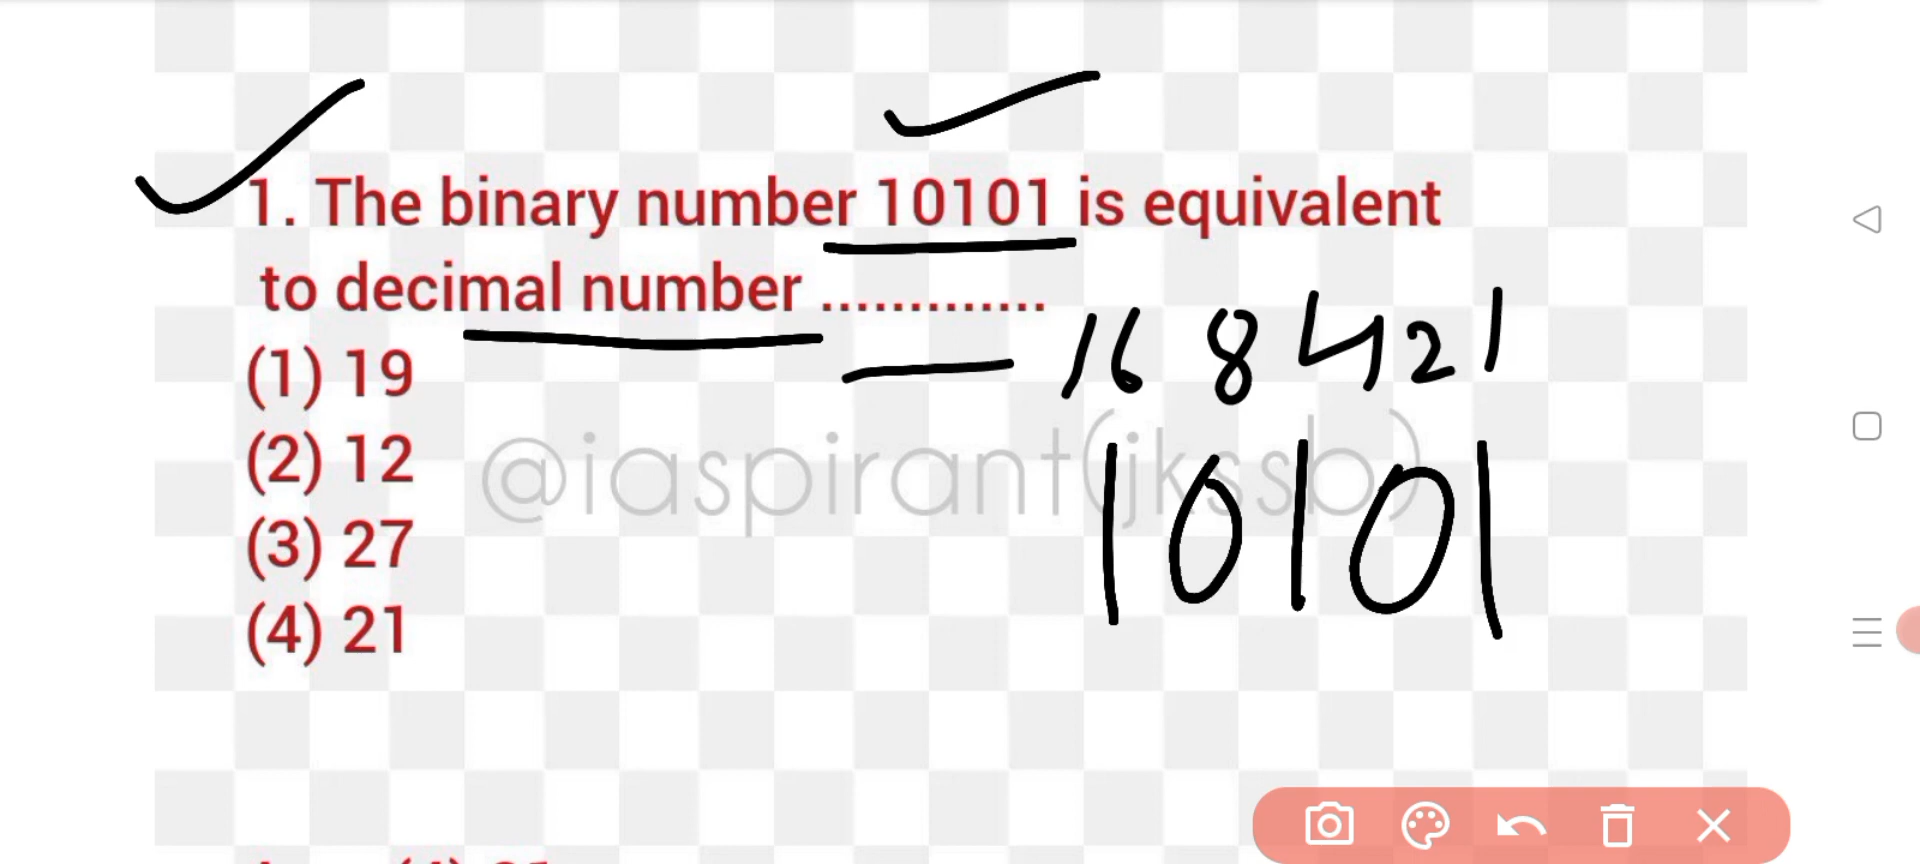 1. The binary number 10101 is equivalent
to decimal number .............
16 8 4 2 1
(1) 19
(2) 12
@iaspirant(jkssb)
10101
(3) 27
(4) 21